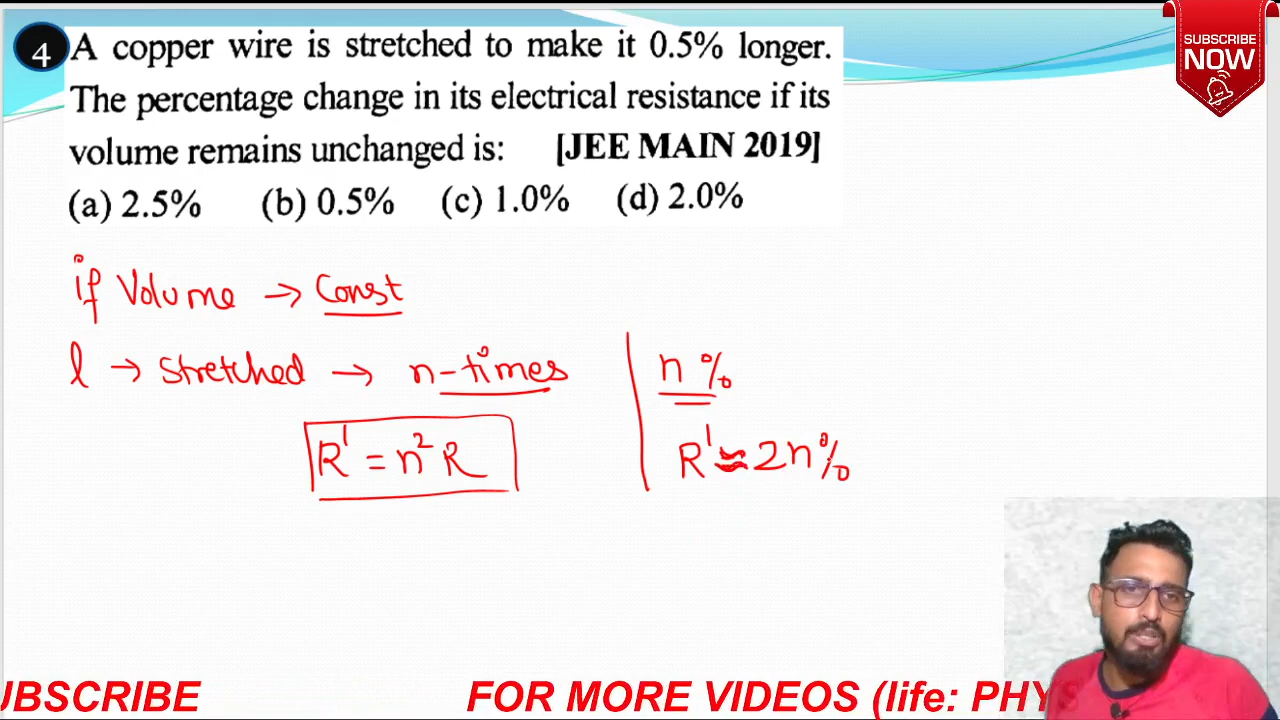 SUBSCRIBE
NOW
4 A copper wire is stretched to make it 0.5% longer.
The percentage change in its electrical resistance if its
volume remains unchanged is: [JEE MAIN 2019]
(a) 2.5% (b) 0.5% (c) 1.0% (d) 2.0%
if Volume → Const
l → Stretched → n-times
R' = n² R
n %
R' ≈ 2n%
UBSCRIBE FOR MORE VIDEOS (life: PHYS